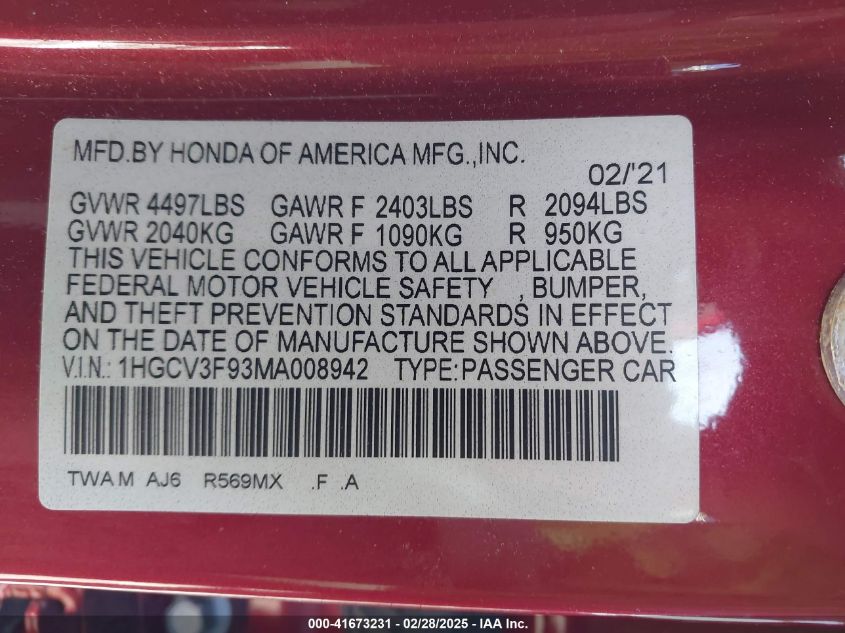 MFD.BY HONDA OF AMERICA MFG.,INC.
02/'21
GVWR 4497LBS GAWR F 2403LBS R 2094LBS
GVWR 2040KG GAWR F 1090KG R 950KG
THIS VEHICLE CONFORMS TO ALL APPLICABLE
FEDERAL MOTOR VEHICLE SAFETY , BUMPER,
AND THEFT PREVENTION STANDARDS IN EFFECT
ON THE DATE OF MANUFACTURE SHOWN ABOVE.
V.I.N.: 1HGCV3F93MA008942 TYPE:PASSENGER CAR
TWA M AJ6 R569MX .F .A
000-41673231 - 02/28/2025 - IAA Inc.